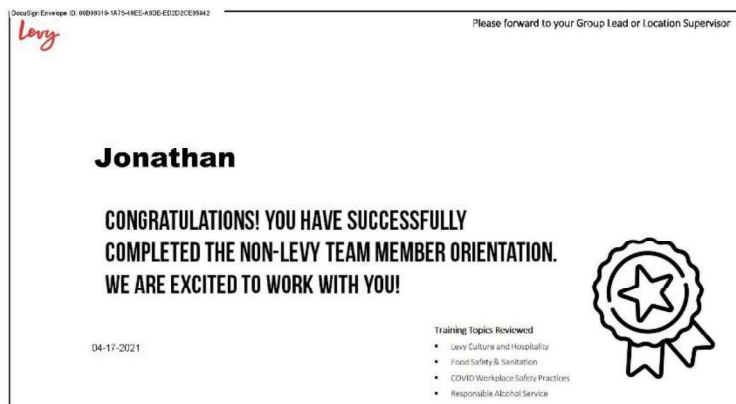 Levy
Please forward to your Group Lead or Location Supervisor
Jonathan
CONGRATULATIONS! YOU HAVE SUCCESSFULLY
COMPLETED THE NON-LEVY TEAM MEMBER ORIENTATION.
WE ARE EXCITED TO WORK WITH YOU!
04-17-2021
Training Topics Reviewed
▪ Levy Culture and Hospitality
▪ Food Safety & Sanitation
▪ COVID Workplace Safety Practices
▪ Responsible Alcohol Service